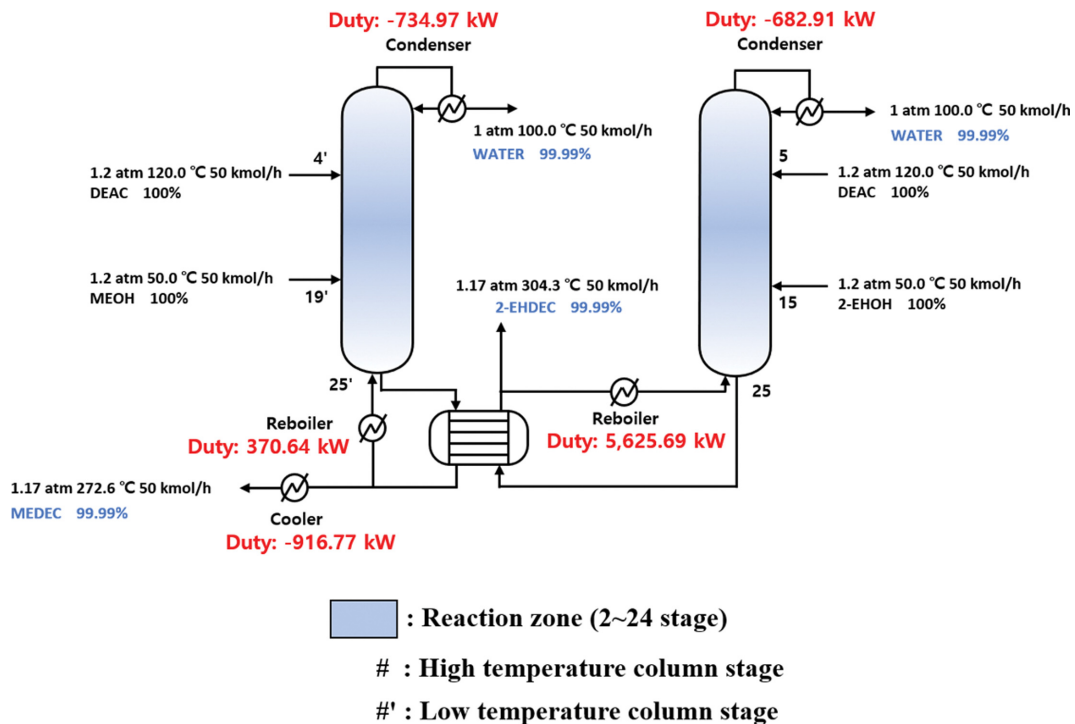 Duty: -734.97 kW
Condenser
Duty: -682.91 kW
Condenser
1 atm 100.0 ℃ 50 kmol/h
WATER 99.99%
1 atm 100.0 ℃ 50 kmol/h
WATER 99.99%
4'
1.2 atm 120.0 ℃ 50 kmol/h
DEAC 100%
5
1.2 atm 120.0 ℃ 50 kmol/h
DEAC 100%
1.2 atm 50.0 ℃ 50 kmol/h
MEOH 100%
19'
1.17 atm 304.3 ℃ 50 kmol/h
2-EHDEC 99.99%
1.2 atm 50.0 ℃ 50 kmol/h
15
2-EHOH 100%
25'
25
Reboiler
Duty: 370.64 kW
Reboiler
Duty: 5,625.69 kW
1.17 atm 272.6 ℃ 50 kmol/h
MEDEC 99.99%
Cooler
Duty: -916.77 kW
: Reaction zone (2~24 stage)
# : High temperature column stage
#' : Low temperature column stage